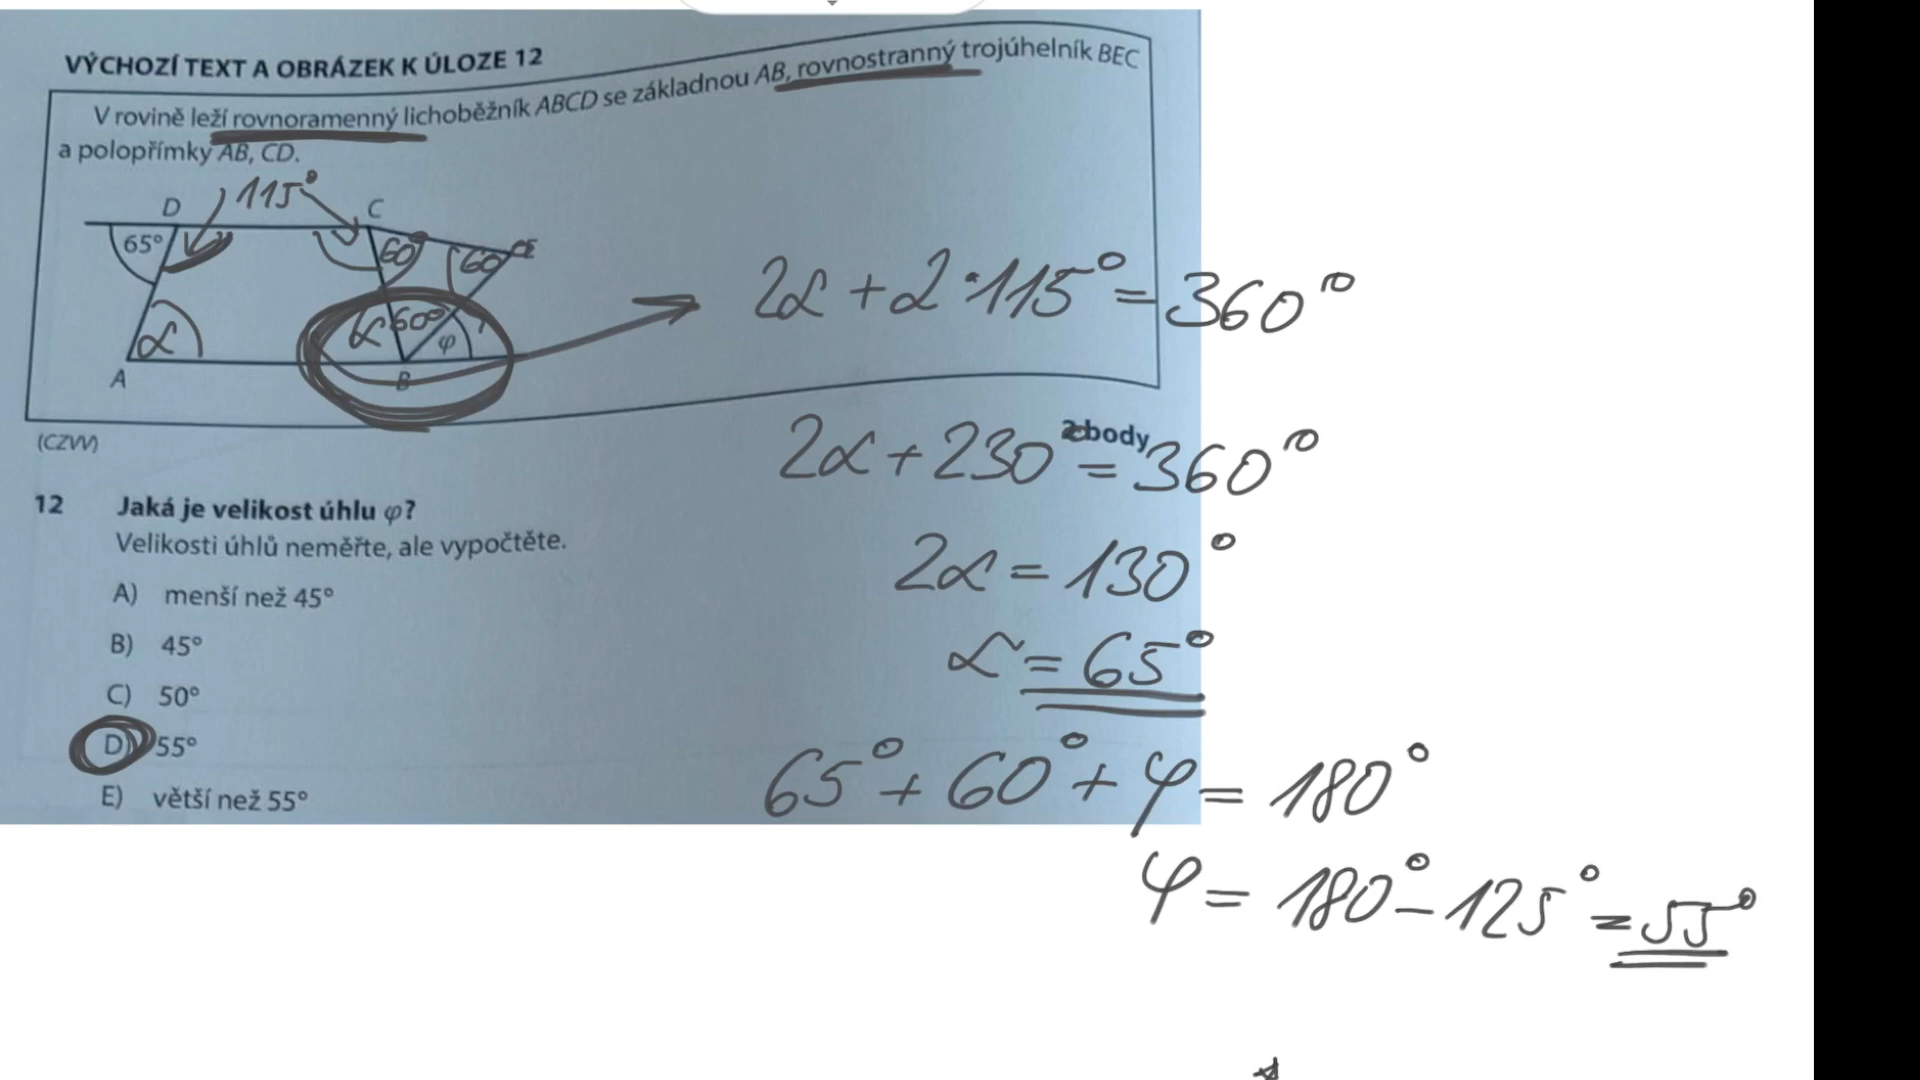 VÝCHOZÍ TEXT A OBRÁZEK K ÚLOZE 12
V rovině leží rovnoramenný lichoběžník ABCD se základnou AB, rovnostranný trojúhelník BEC
a polopřímky AB, CD.
115°
D
C
65°
60°
60
E
α
α
60°
φ
A
B
2α + 2·115° = 360°
(CZVV)
2 body
2α + 230 = 360°
12 Jaká je velikost úhlu φ?
Velikosti úhlů neměřte, ale vypočtěte.
2α = 130°
A) menší než 45°
B) 45°
α = 65°
C) 50°
D) 55°
65° + 60° + φ = 180°
E) větší než 55°
φ = 180° - 125° = 55°